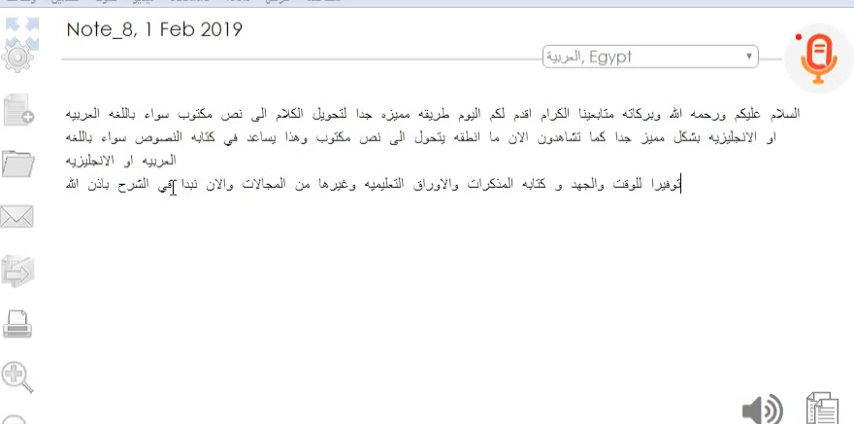 Note_8, 1 Feb 2019
العربية, Egypt
السلام عليكم ورحمه الله وبركاته متابعينا الكرام اقدم لكم اليوم طريقه مميزه جدا لتحويل الكلام الى نص مكتوب سواء باللغه العربيه
او الانجليزيه بشكل مميز جدا كما تشاهدون الان ما انطقه يتحول الى نص مكتوب وهذا يساعد في كتابه النصوص سواء باللغه
العربيه او الانجليزيه
توفيرا للوقت والجهد و كتابه المذكرات والاوراق التعليميه وغيرها من المجالات والان نبدا في الشرح باذن الله